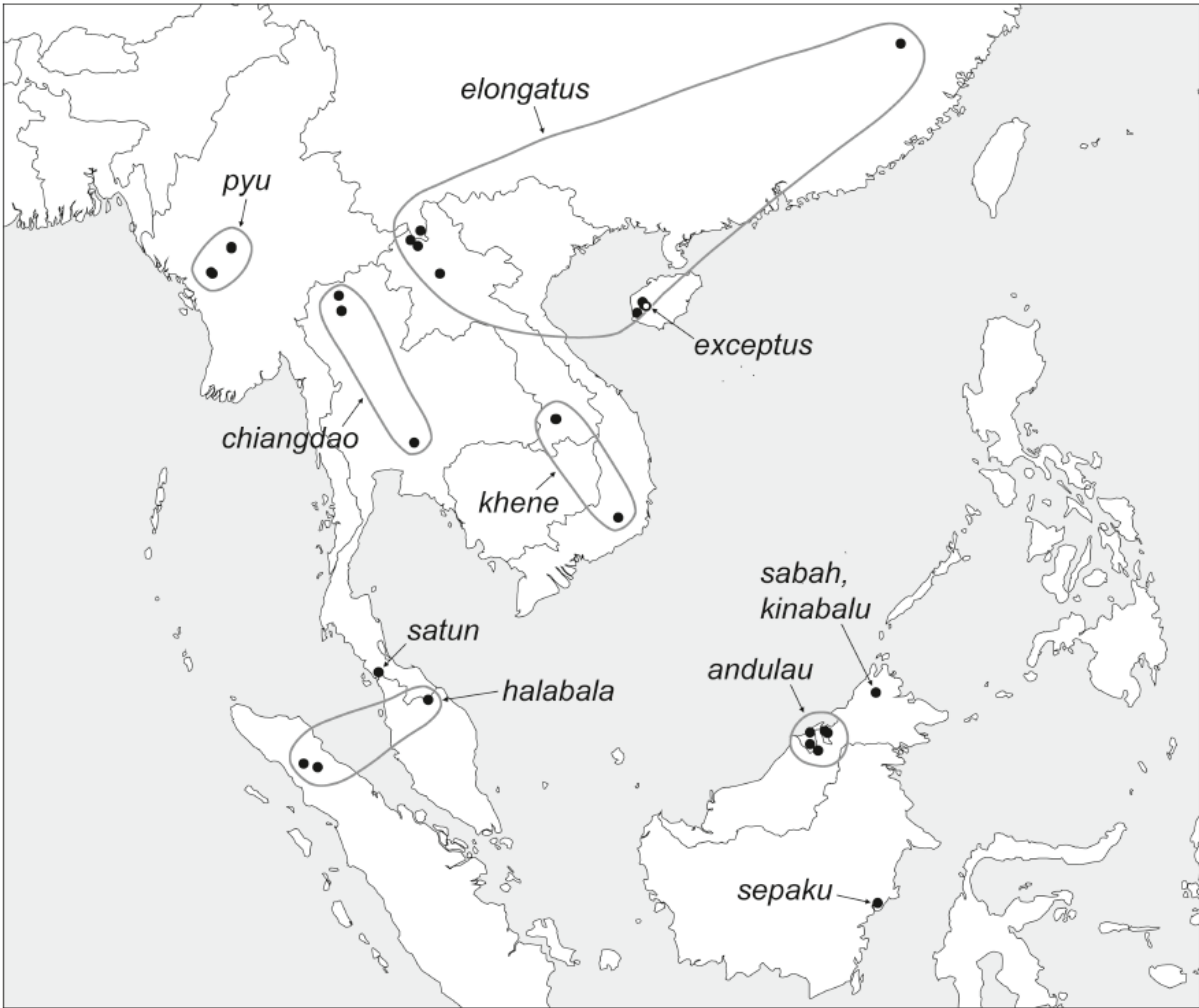 elongatus
pyu
exceptus
chiangdao
khene
sabah,
kinabalu
satun
andulau
halabala
sepaku